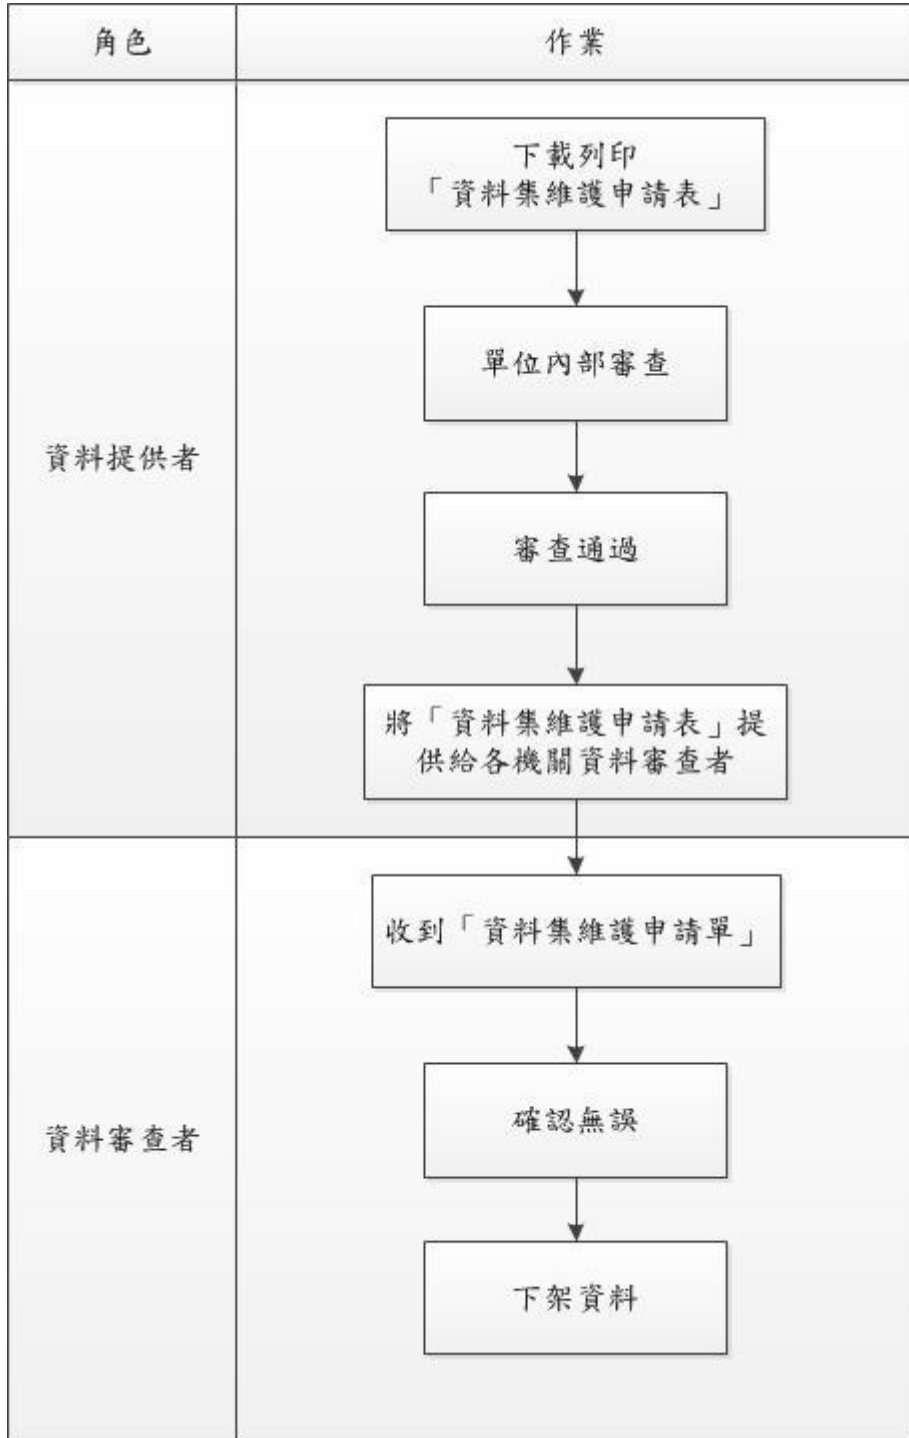 角色
作業
資料提供者
下載列印
「資料集維護申請表」
單位內部審查
審查通過
將「資料集維護申請表」提
供給各機關資料審查者
資料審查者
收到「資料集維護申請單」
確認無誤
下架資料